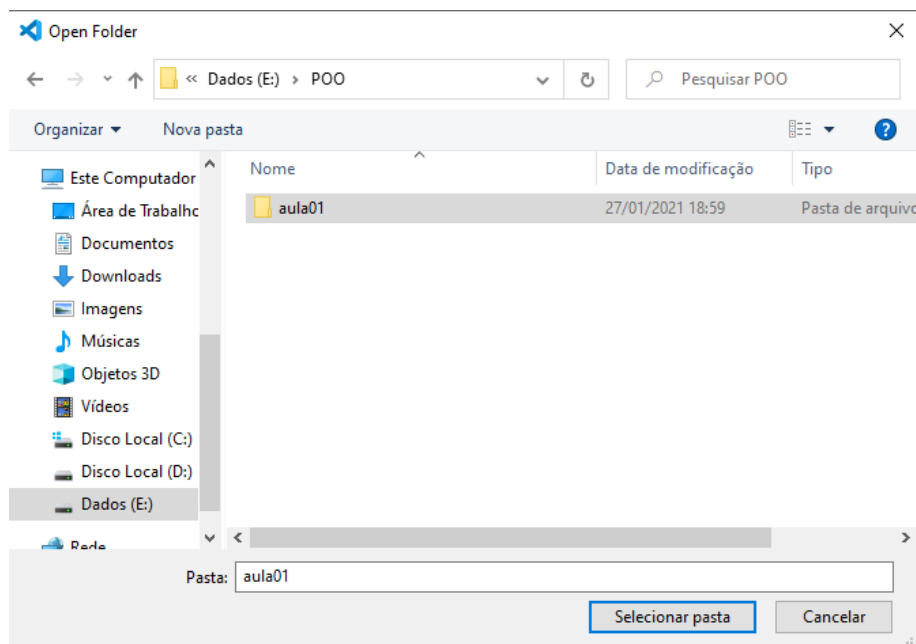 Open Folder
« Dados (E:) › POO
Pesquisar POO
Organizar
Nova pasta
?
Nome
Data de modificação
Tipo
Este Computador
Área de Trabalhc
Documentos
Downloads
Imagens
Músicas
Objetos 3D
Vídeos
Disco Local (C:)
Disco Local (D:)
Dados (E:)
Rede
aula01
27/01/2021 18:59
Pasta de arquivo
Pasta: aula01
Selecionar pasta
Cancelar